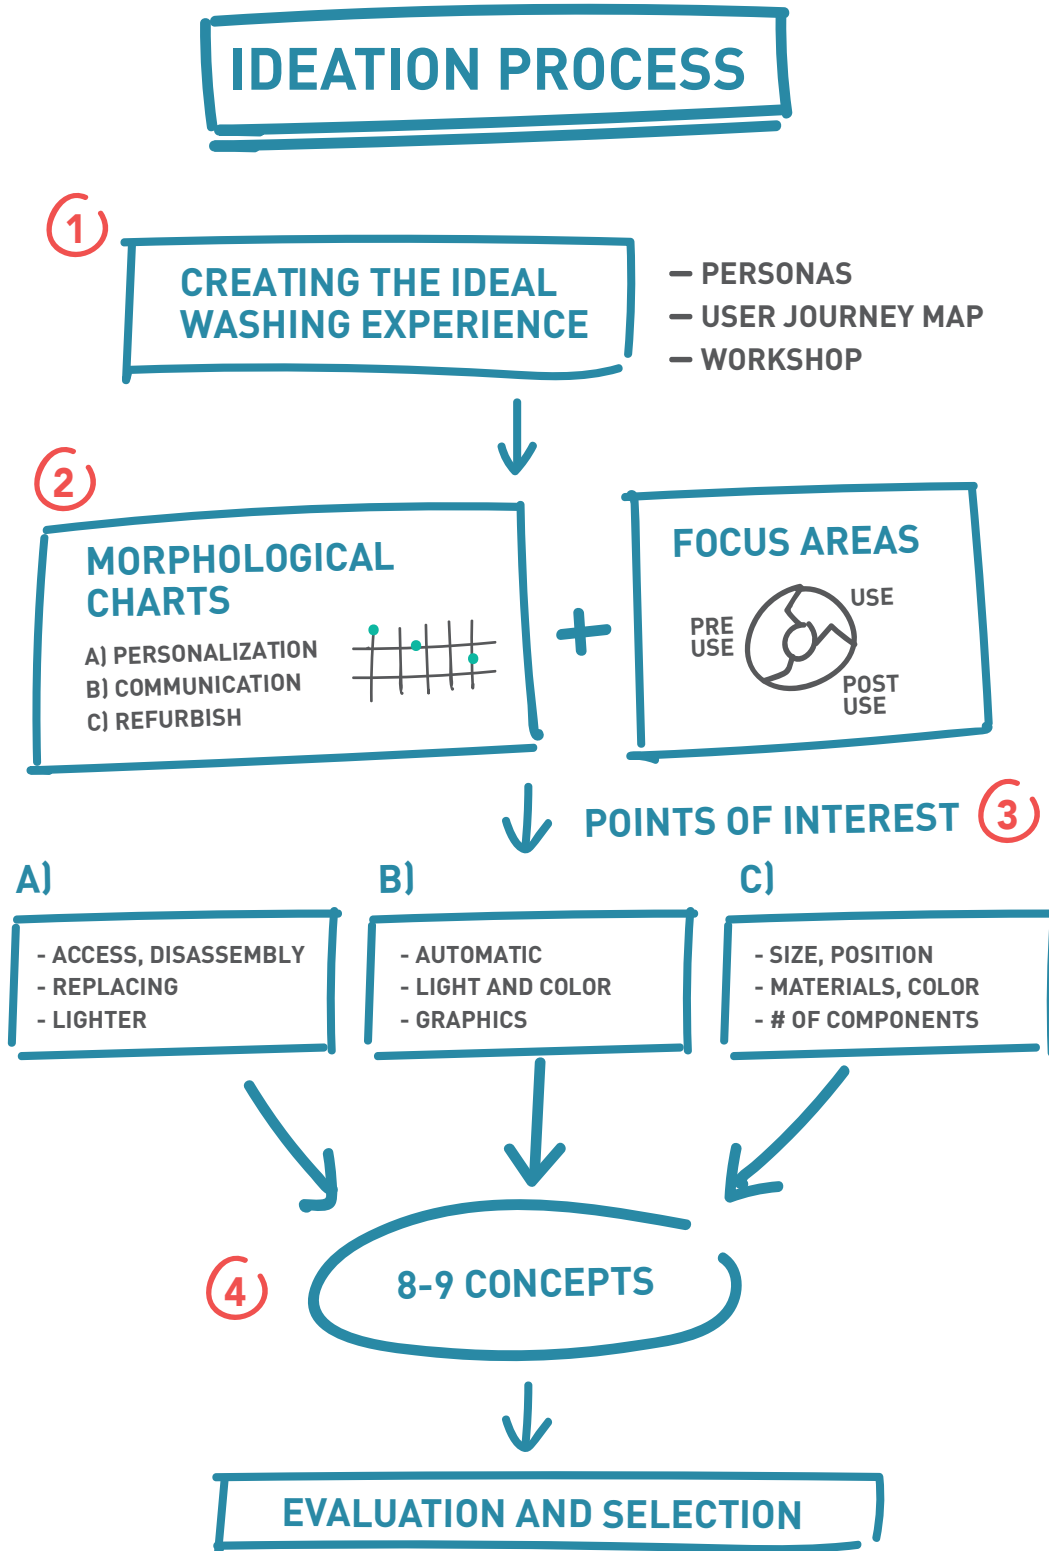 IDEATION PROCESS
1
CREATING THE IDEAL
WASHING EXPERIENCE
– PERSONAS
– USER JOURNEY MAP
– WORKSHOP
2
MORPHOLOGICAL
CHARTS
A) PERSONALIZATION
B) COMMUNICATION
C) REFURBISH
+
FOCUS AREAS
PRE
USE
USE
POST
USE
POINTS OF INTEREST
3
A)
- ACCESS, DISASSEMBLY
- REPLACING
- LIGHTER
B)
- AUTOMATIC
- LIGHT AND COLOR
- GRAPHICS
C)
- SIZE, POSITION
- MATERIALS, COLOR
- # OF COMPONENTS
4
8-9 CONCEPTS
EVALUATION AND SELECTION